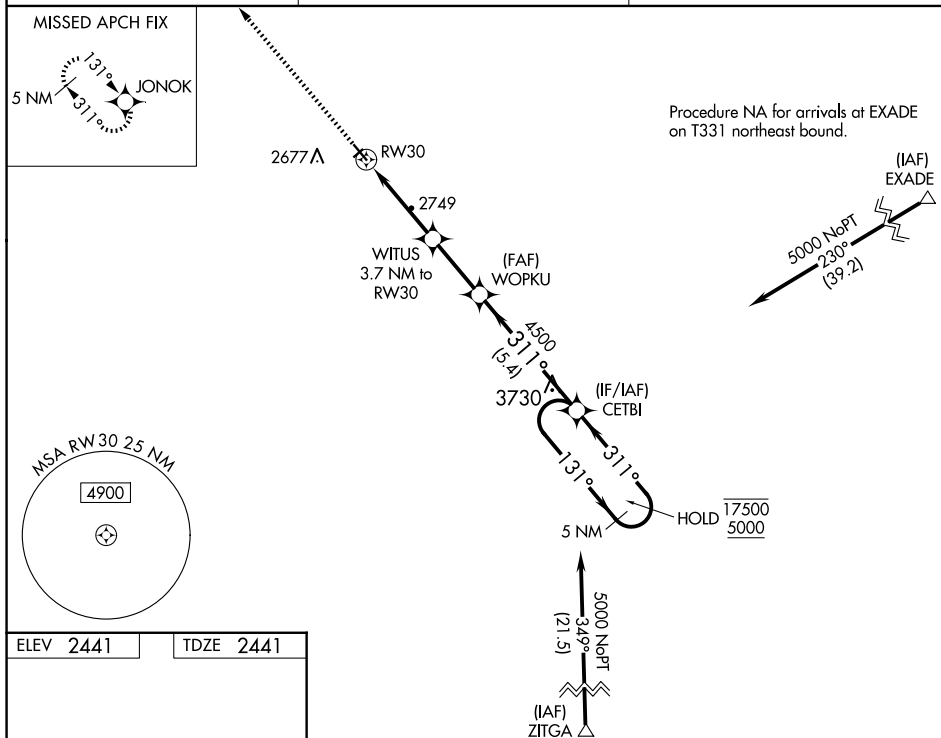 MISSED APCH FIX
131°
JONOK
5 NM
311°
Procedure NA for arrivals at EXADE
on T331 northeast bound.
2677
RW30
(IAF)
EXADE
2749
5000 NoPT
230°
(39.2)
WITUS
3.7 NM to
RW30
(FAF)
WOPKU
4500
311°
(5.4)
3730
(IF/IAF)
CETBI
131°
311°
5 NM
HOLD
17500
5000
MSA RW30 25 NM
4900
5000 NoPT
349°
(21.5)
(IAF)
ZITGA
ELEV 2441
TDZE 2441